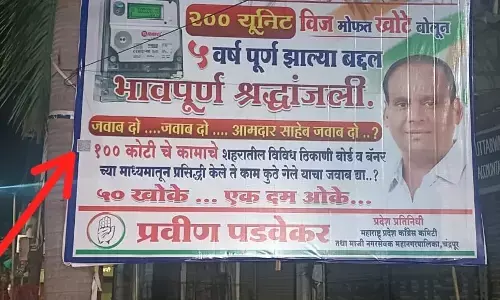 २०० यूनिट विज मोफत खोटे बोलून
५ वर्ष पूर्ण झाल्या बद्दल
भावपूर्ण श्रद्धांजली.
जवाब दो ....जवाब दो .... आमदार साहेब जवाब दो ..?
१०० कोटी चे कामाचे शहरातील विविध ठिकाणी बोर्ड व बॅनर
च्या माध्यमातून प्रसिद्धी केले ते काम कुठे गेले याचा जवाब द्या..?
५० खोके... एक दम ओके...
प्रवीण पडवेकर
प्रदेश प्रतिनिधी
महाराष्ट्र प्रदेश काँग्रेस कमिटी
तथा माजी नगरसेवक महानगरपालिका, चंद्रपूर